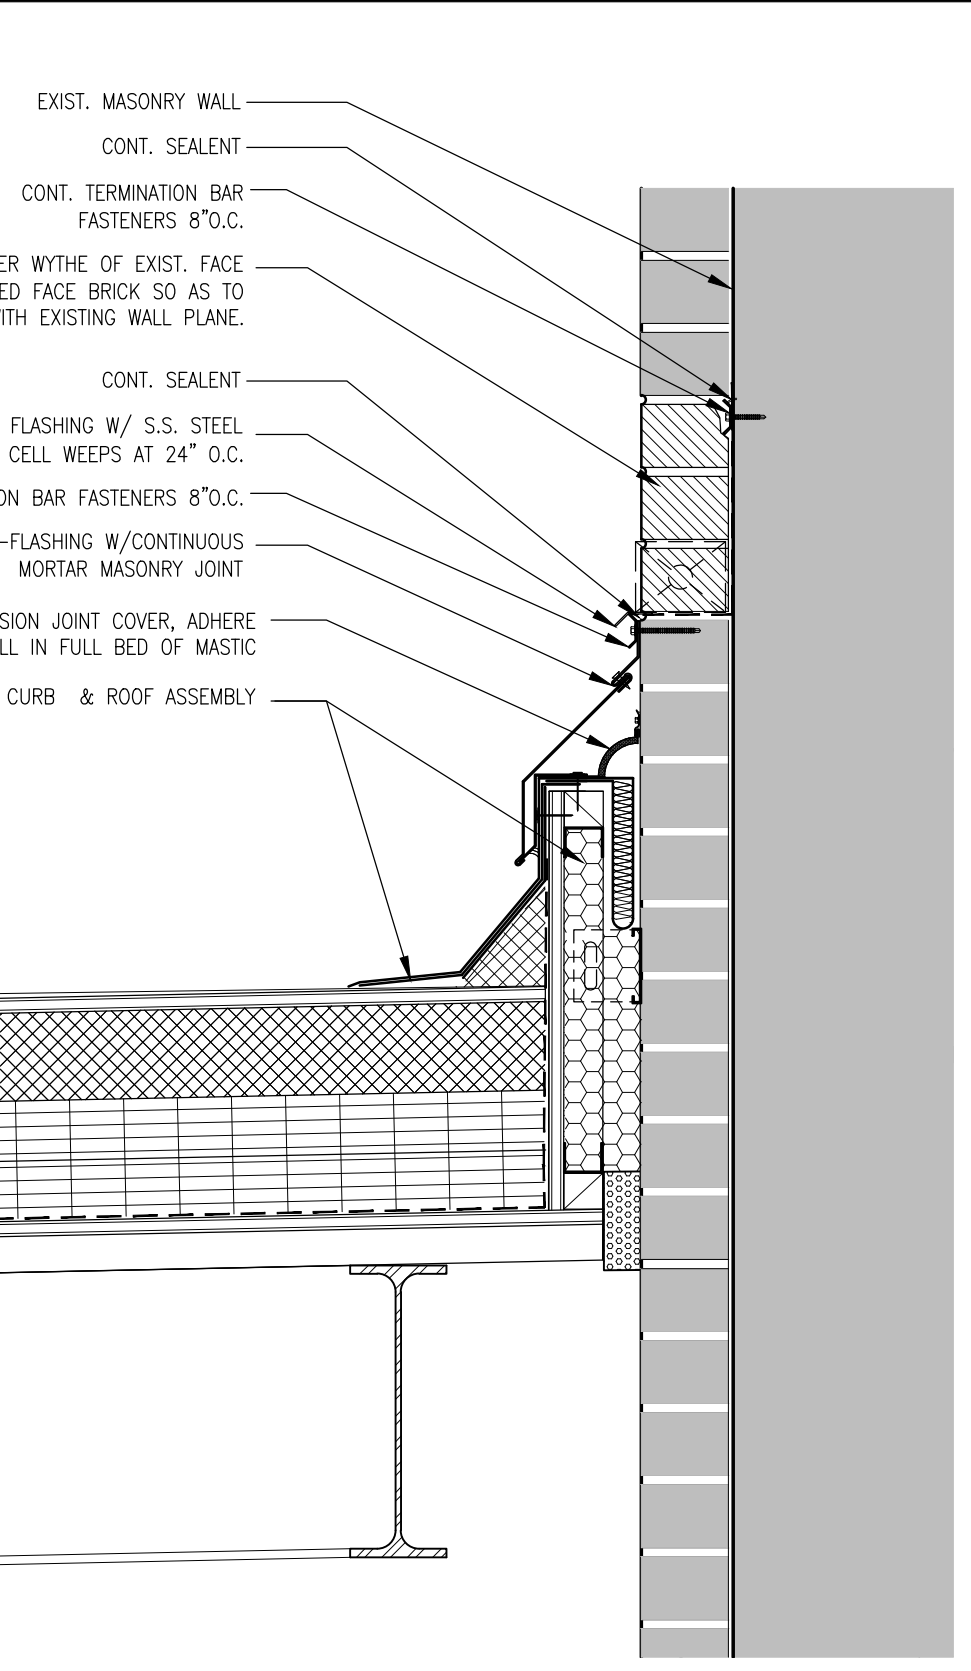 EXIST. MASONRY WALL
CONT. SEALENT
CONT. TERMINATION BAR
FASTENERS 8"O.C.
ER WYTHE OF EXIST. FACE
ED FACE BRICK SO AS TO
WITH EXISTING WALL PLANE.
CONT. SEALENT
FLASHING W/ S.S. STEEL
CELL WEEPS AT 24" O.C.
ON BAR FASTENERS 8"O.C.
-FLASHING W/CONTINUOUS
MORTAR MASONRY JOINT
SION JOINT COVER, ADHERE
LL IN FULL BED OF MASTIC
CURB & ROOF ASSEMBLY